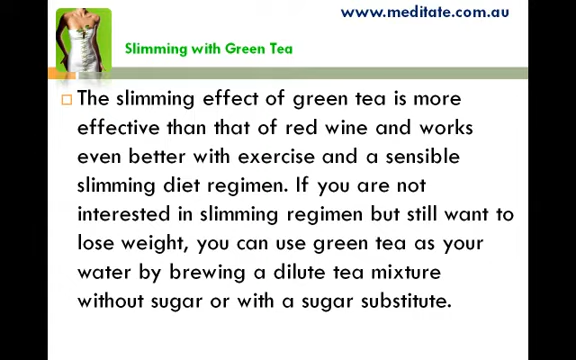 www.meditate.com.au
Slimming with Green Tea
The slimming effect of green tea is more
effective than that of red wine and works
even better with exercise and a sensible
slimming diet regimen. If you are not
interested in slimming regimen but still want to
lose weight, you can use green tea as your
water by brewing a dilute tea mixture
without sugar or with a sugar substitute.